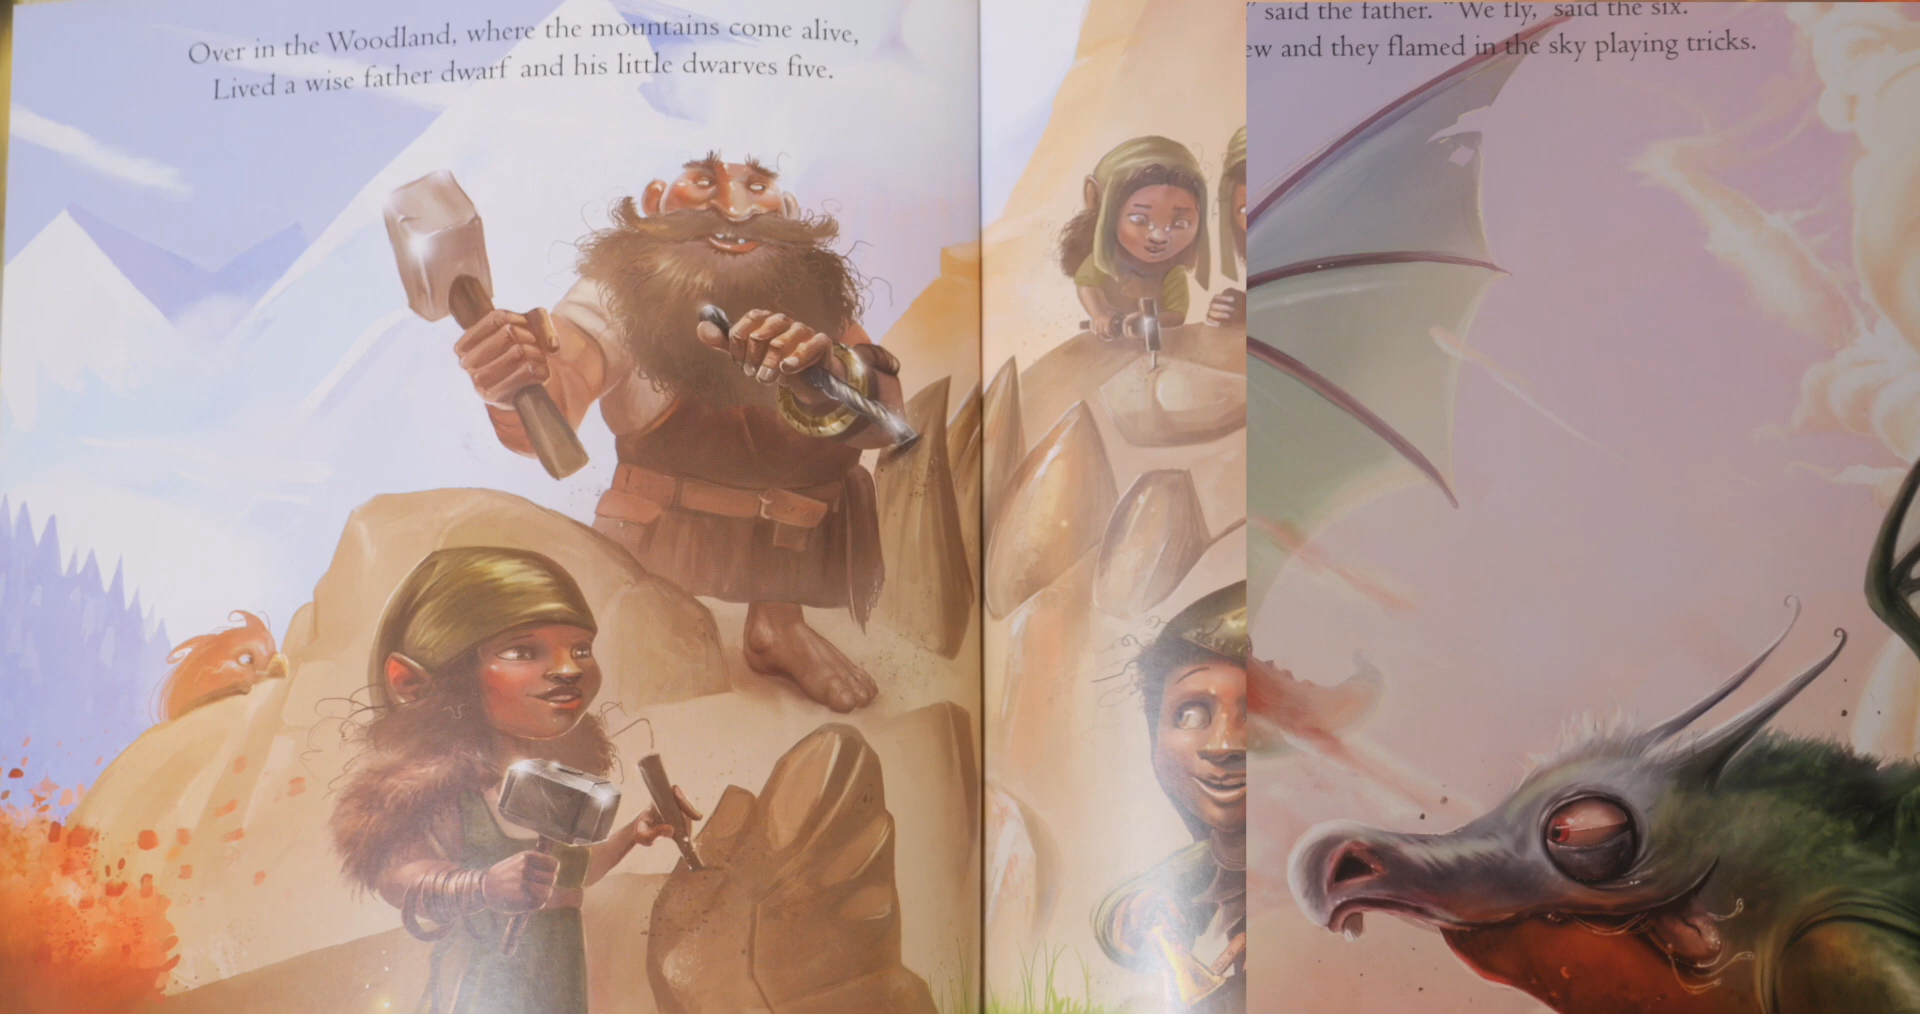 Over in the Woodland, where the mountains come alive,
Lived a wise father dwarf and his little dwarves five.
" said the father. "We fly," said the six.
ew and they flamed in the sky playing tricks.